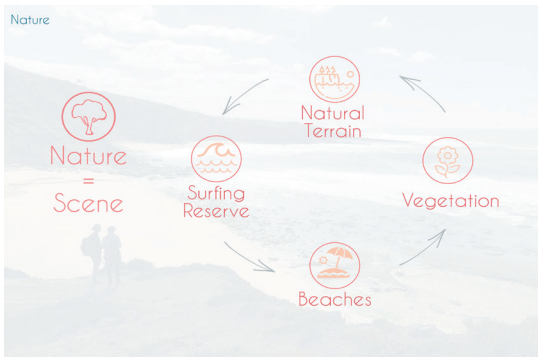 Nature
Nature
=
Scene
Natural
Terrain
Surfing
Reserve
Vegetation
Beaches